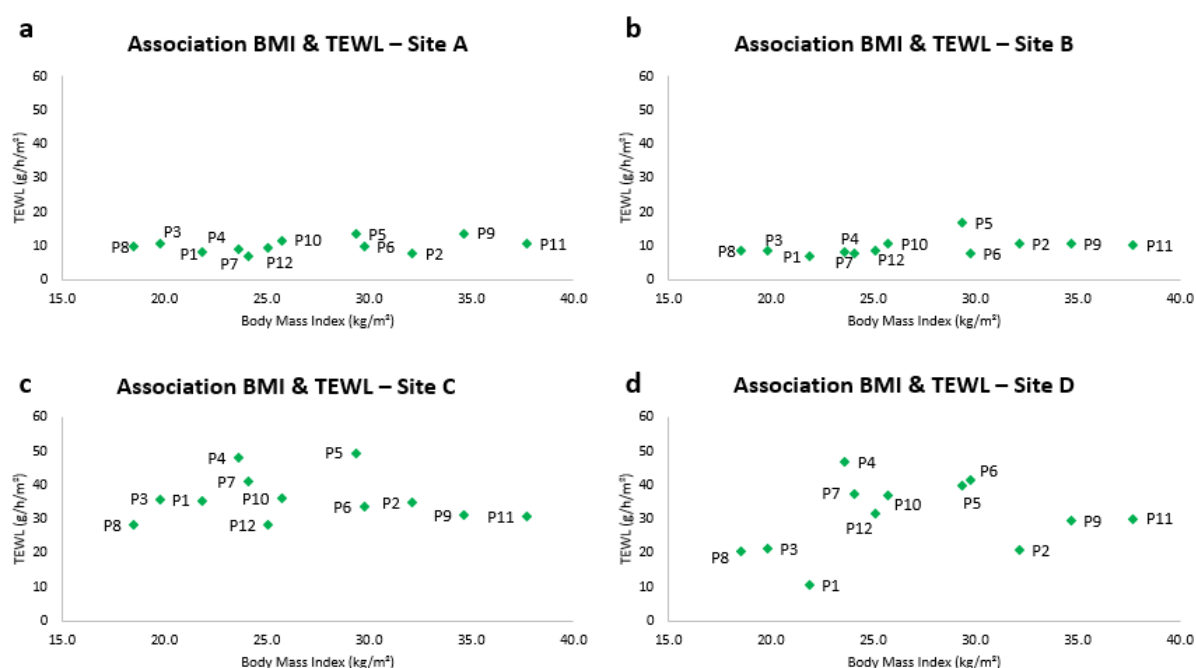 a
Association BMI & TEWL – Site A
TEWL (g/h/m²)
60
50
40
30
20
10
0
P8
P3
P1
P4
P7
P12
P10
P5
P6
P2
P9
P11
15.0 20.0 25.0 30.0 35.0 40.0
Body Mass Index (kg/m²)
b
Association BMI & TEWL – Site B
TEWL (g/h/m²)
60
50
40
30
20
10
0
P8
P3
P1
P4
P7
P12
P10
P5
P6
P2
P9
P11
15.0 20.0 25.0 30.0 35.0 40.0
Body Mass Index (kg/m²)
c
Association BMI & TEWL – Site C
TEWL (g/h/m²)
60
50
40
30
20
10
0
P8
P3
P1
P4
P7
P10
P12
P5
P6
P2
P9
P11
15.0 20.0 25.0 30.0 35.0 40.0
Body Mass Index (kg/m²)
d
Association BMI & TEWL – Site D
TEWL (g/h/m²)
60
50
40
30
20
10
0
P8
P3
P1
P4
P7
P12
P10
P6
P5
P2
P9
P11
15.0 20.0 25.0 30.0 35.0 40.0
Body Mass Index (kg/m²)